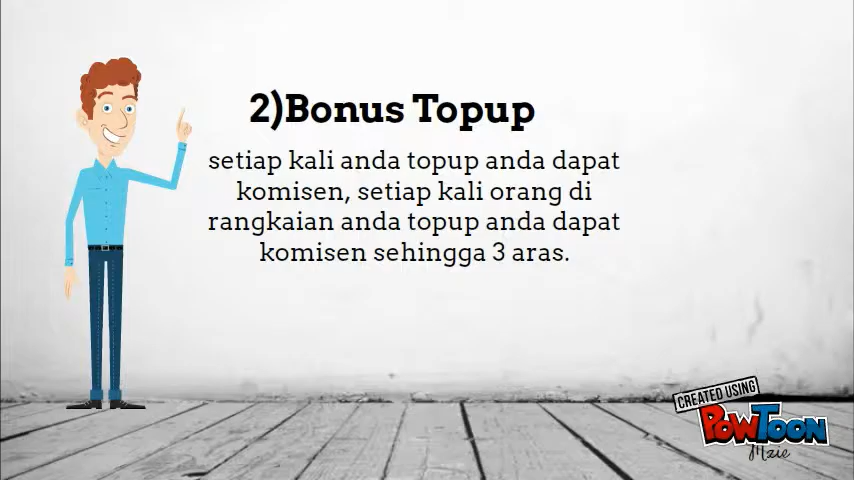 2)Bonus Topup
setiap kali anda topup anda dapat
komisen, setiap kali orang di
rangkaian anda topup anda dapat
komisen sehingga 3 aras.
CREATED USING
POWTOON
Mzie